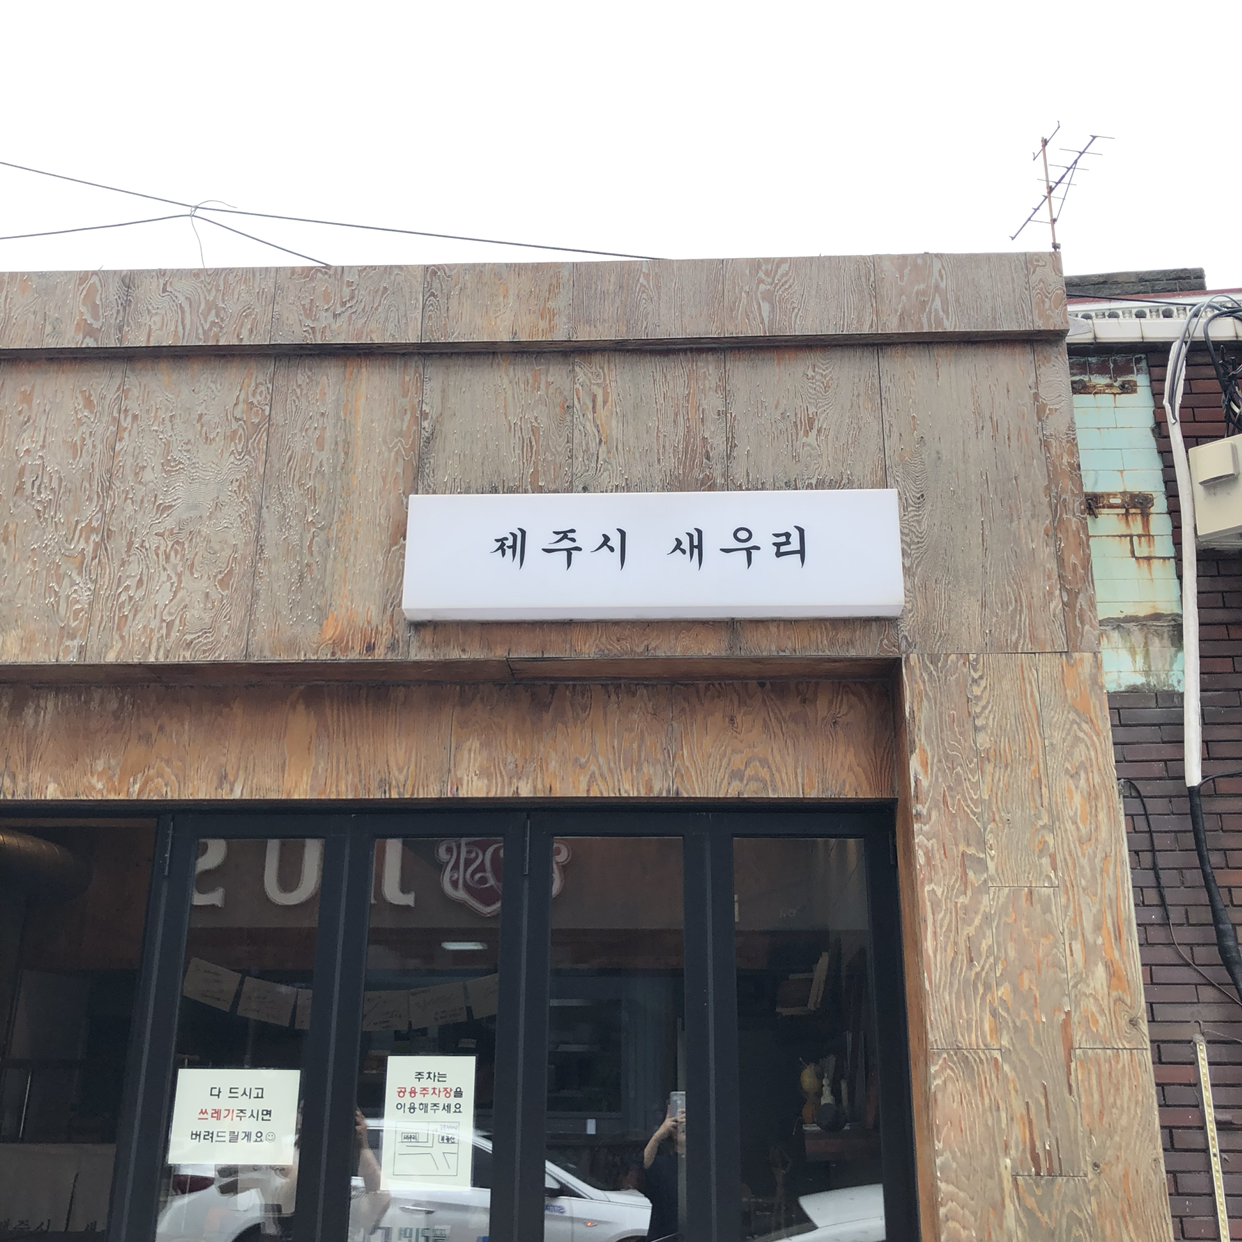 제주시 새우리
다 드시고
쓰레기주시면
버려드릴게요☺
주차는
공용주차장을
이용해주세요